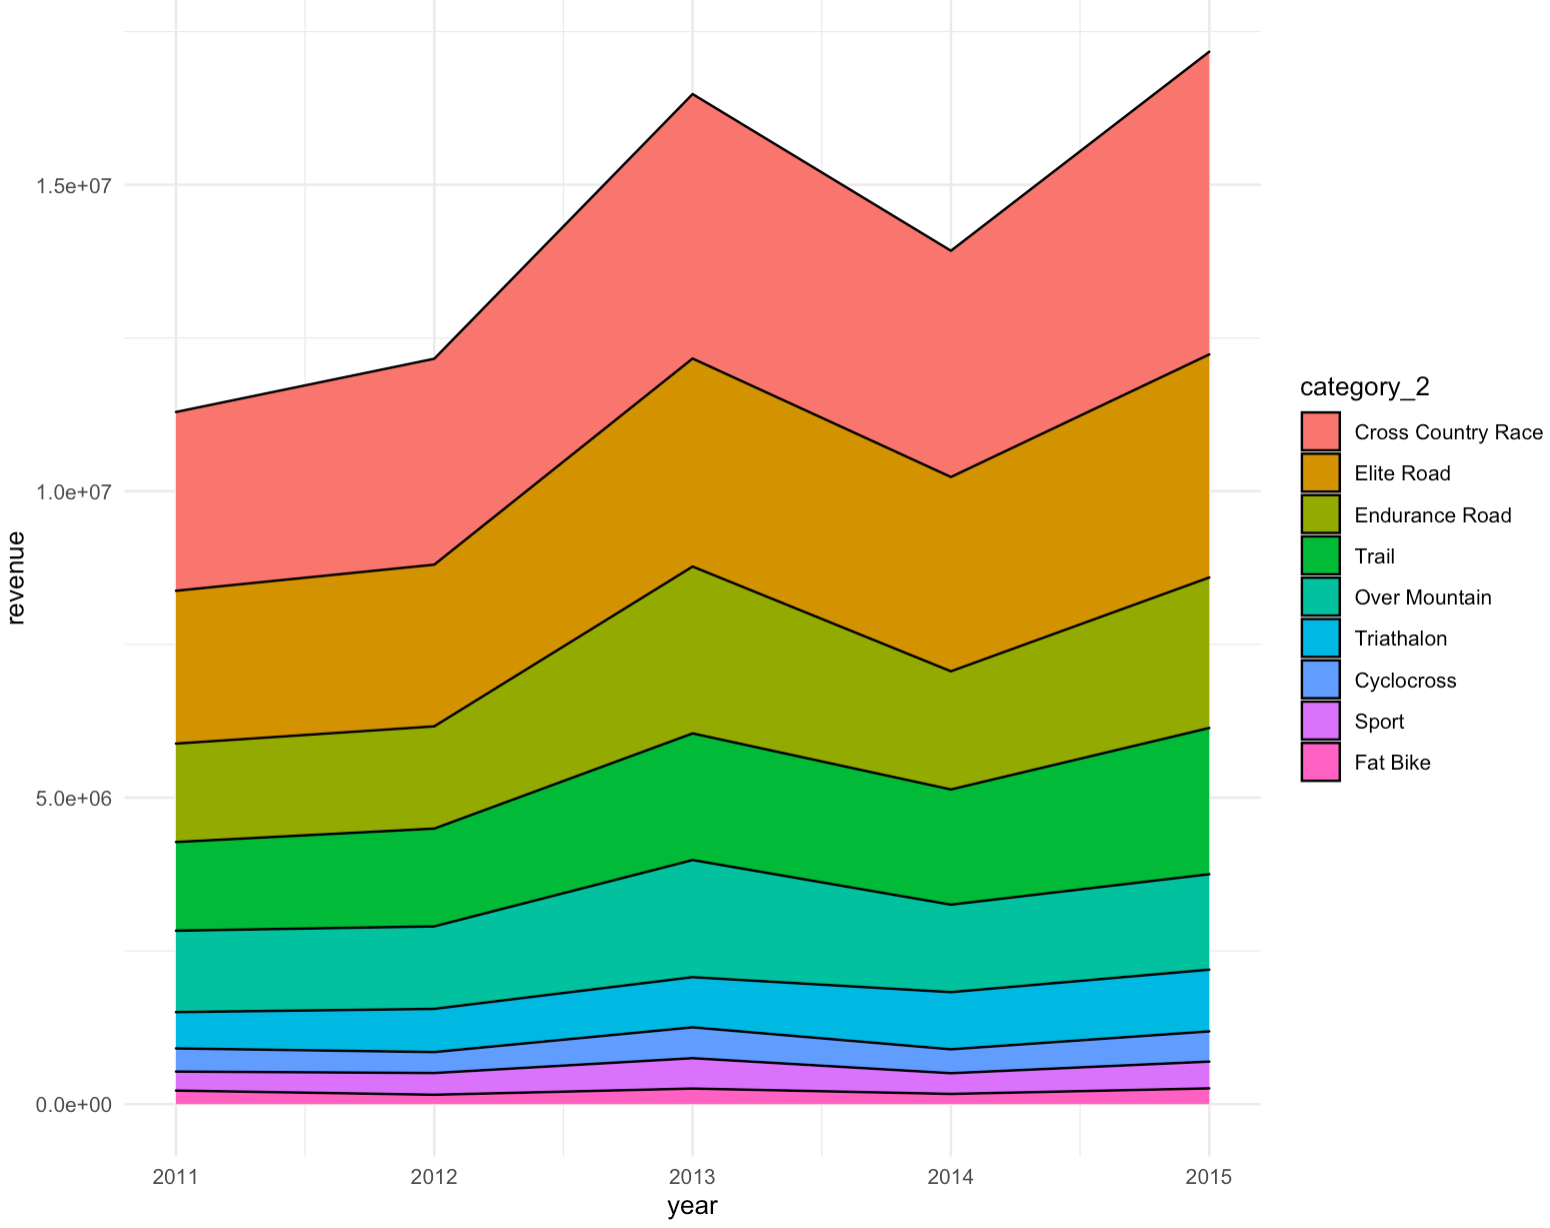 1.5e+07
1.0e+07
5.0e+06
0.0e+00
revenue
2011 2012 2013 2014 2015
year
category_2
Cross Country Race
Elite Road
Endurance Road
Trail
Over Mountain
Triathalon
Cyclocross
Sport
Fat Bike